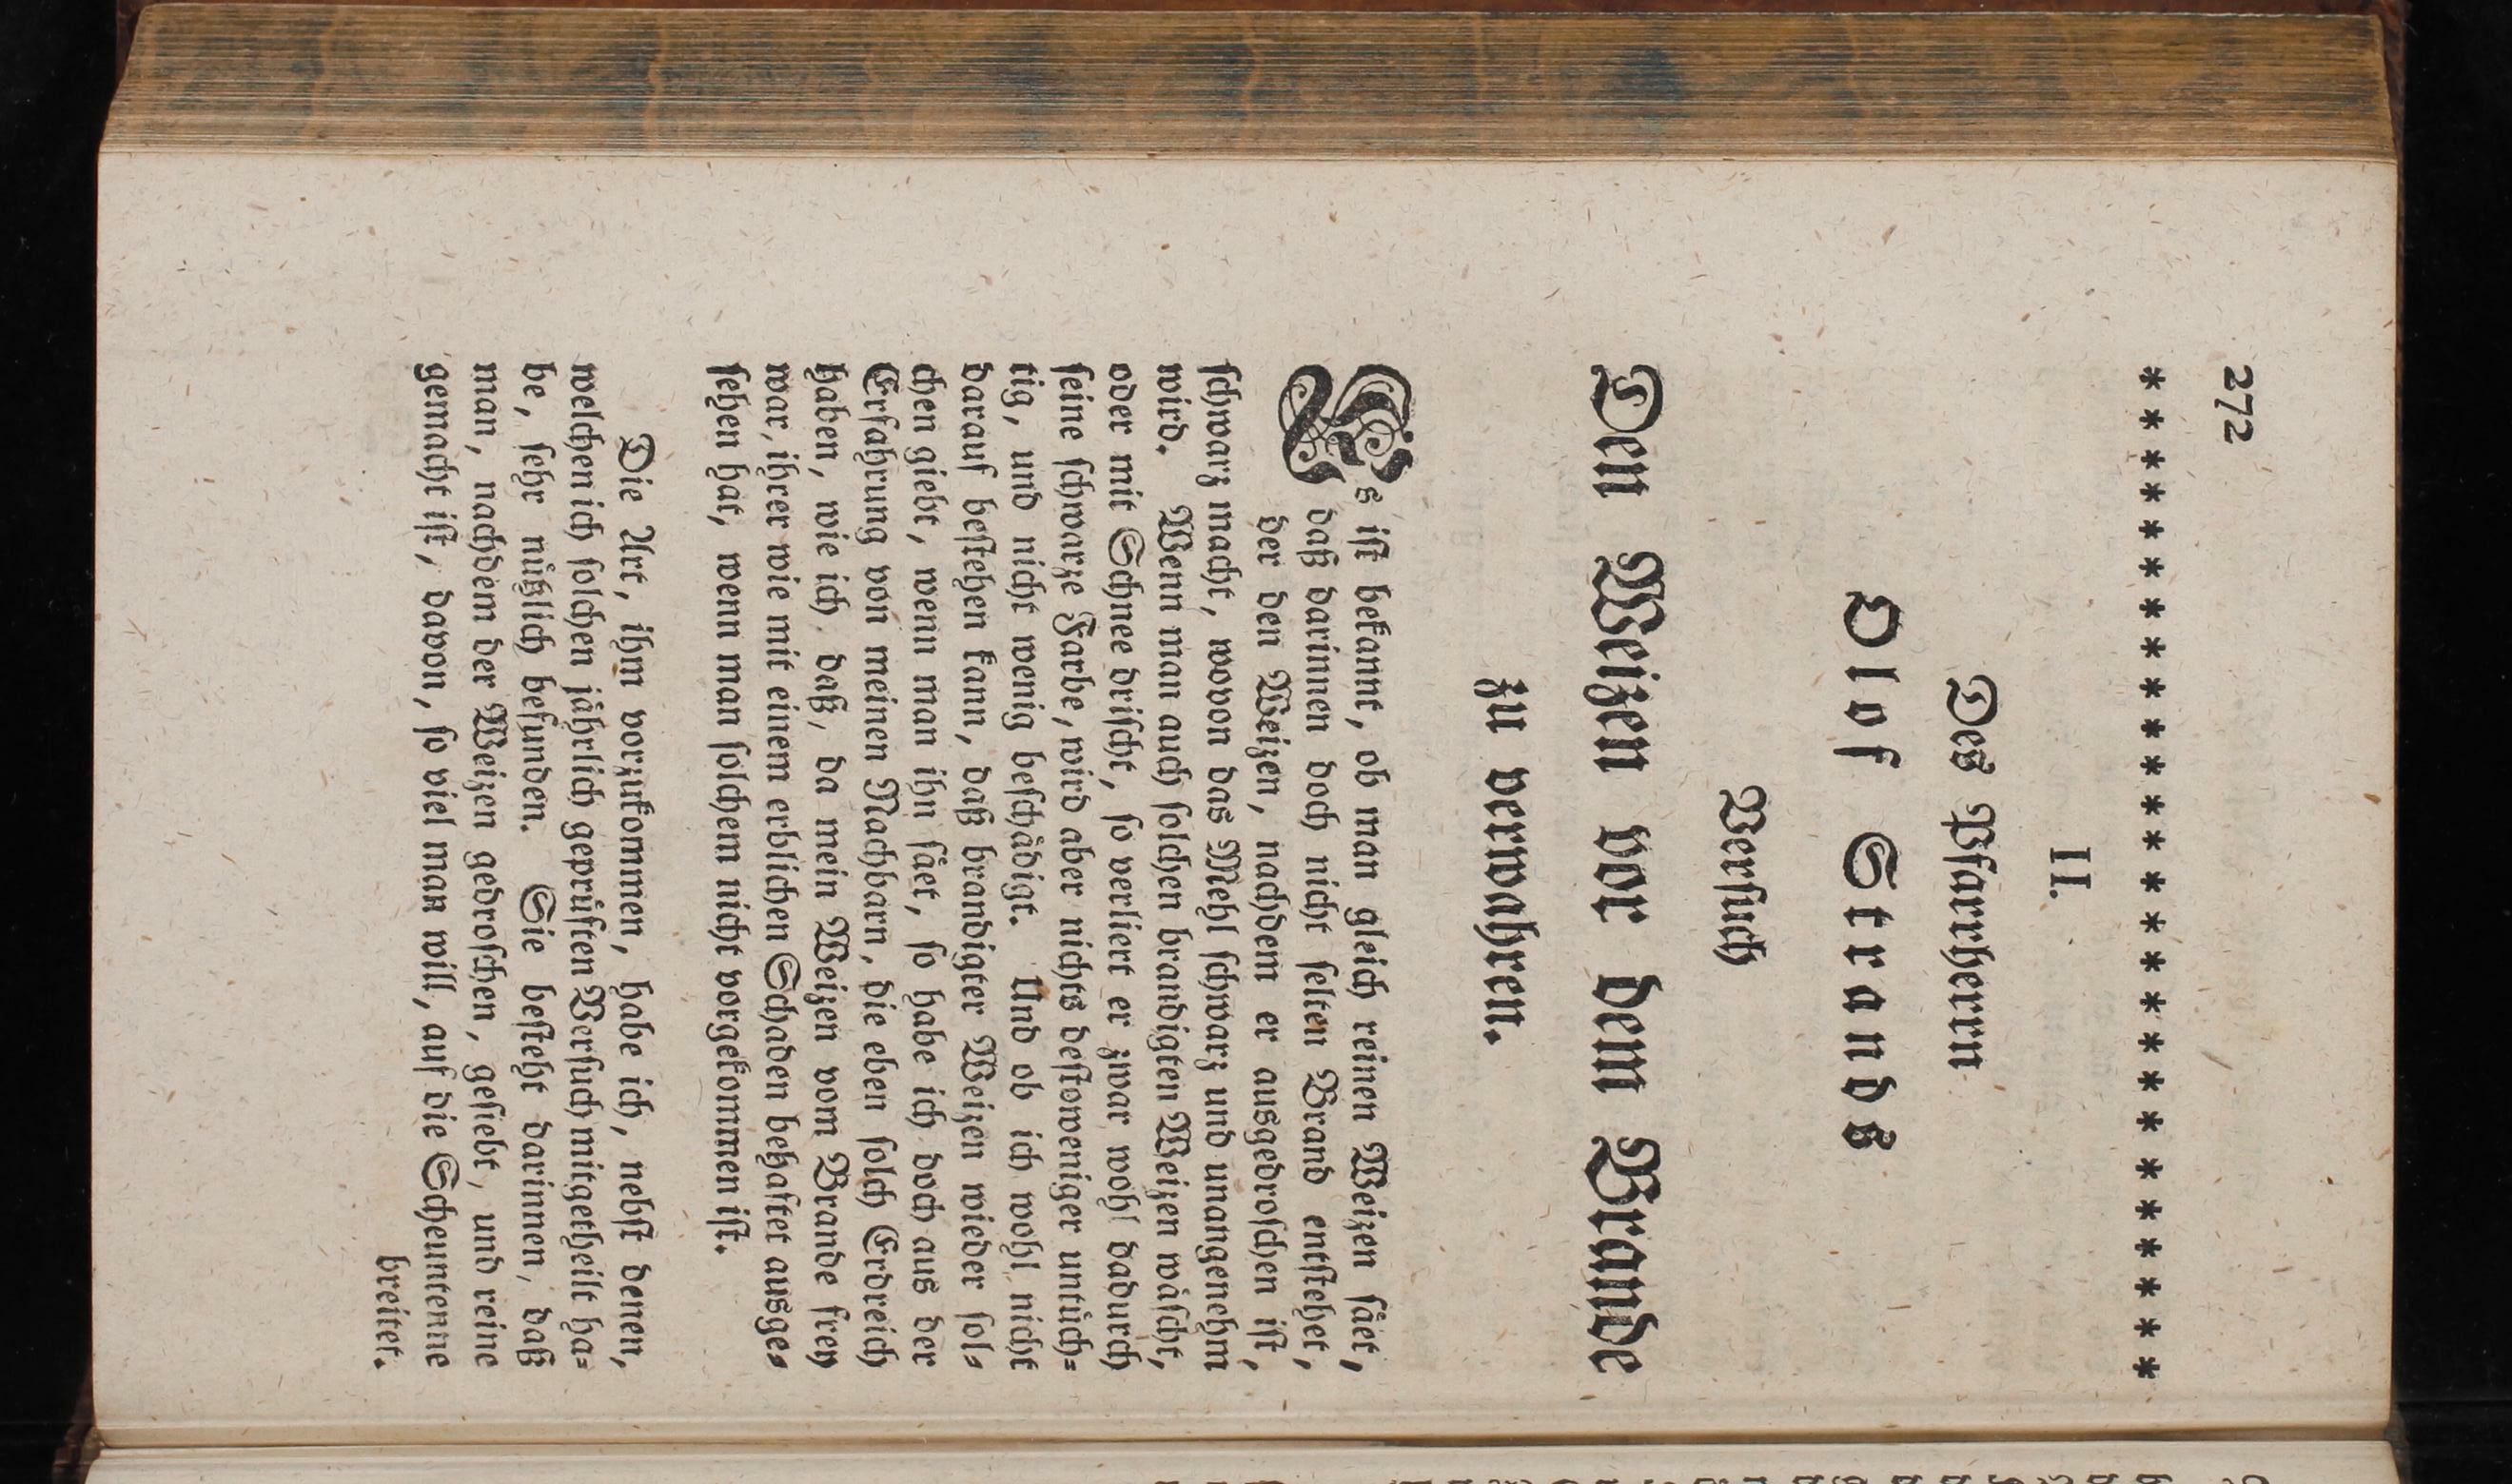 272
* * * * * * * * * * * * * * * * * * * * * * * * * *
II.
Des Pfarrherrn
Olof Strands
Versuch
Den Weizen vor dem Brande
zu verwahren.
Es ist bekannt, ob man gleich reinen Weizen säet,
daß darinnen doch nicht selten Brand entstehet,
der den Weizen, nachdem er ausgedroschen ist,
schwarz macht, wovon das Mehl schwarz und unangenehm
wird. Wenn man auch solchen brandigten Weizen wäscht,
oder mit Schnee drischt, so verliert er zwar wohl dadurch
seine schwarze Farbe, wird aber nichts destoweniger untüch-
tig, und nicht wenig beschädigt. Und ob ich wohl nicht
darauf bestehen kann, daß brandigter Weizen wieder sol-
chen giebt, wenn man ihn säet, so habe ich doch aus der
Erfahrung von meinen Nachbarn, die eben solch Erdreich
haben, wie ich, daß, da mein Weizen vom Brande frey
war, ihrer wie mit einem erblichen Schaden behaftet ausge-
sehen hat, wenn man solchem nicht vorgekommen ist.
Die Art, ihm vorzukommen, habe ich, nebst denen,
welchen ich solchen jährlich geprüften Versuch mitgetheilt ha-
be, sehr nützlich befunden. Sie besteht darinnen, daß
man, nachdem der Weizen gedroschen, gesiebt, und reine
gemacht ist, davon, so viel man will, auf die Scheuntenne
breitet.